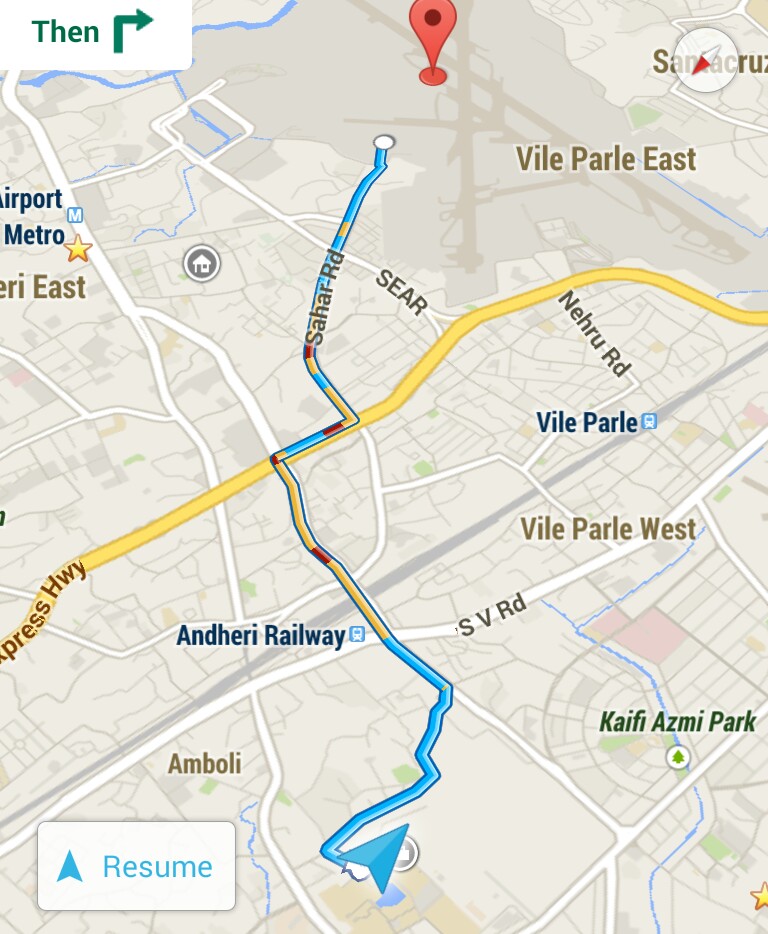 Then
Santacruz
Vile Parle East
Airport
Metro
eri East
SEAR
Sahar Rd
Nehru Rd
Vile Parle
Vile Parle West
xpress Hwy
S V Rd
Andheri Railway
Kaifi Azmi Park
Amboli
Resume